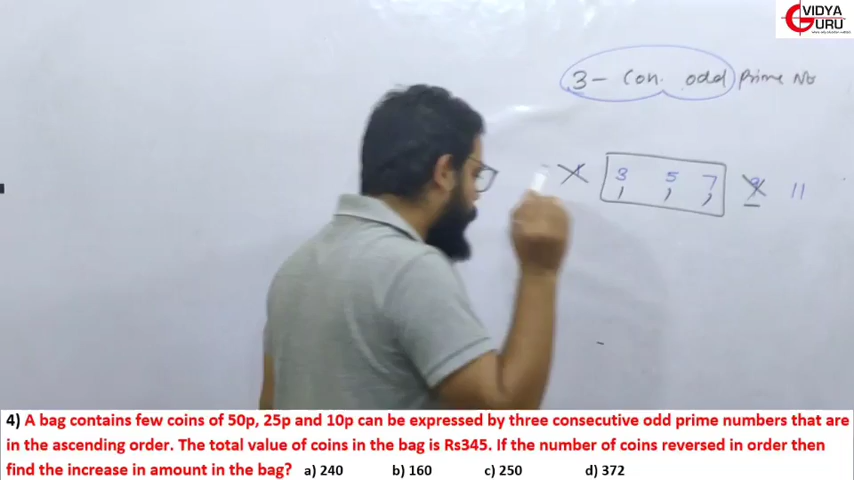 VIDYA
GURU
3 - Con. odd prime No
3, 5, 7, 9 11
4) A bag contains few coins of 50p, 25p and 10p can be expressed by three consecutive odd prime numbers that are
in the ascending order. The total value of coins in the bag is Rs345. If the number of coins reversed in order then
find the increase in amount in the bag? a) 240 b) 160 c) 250 d) 372